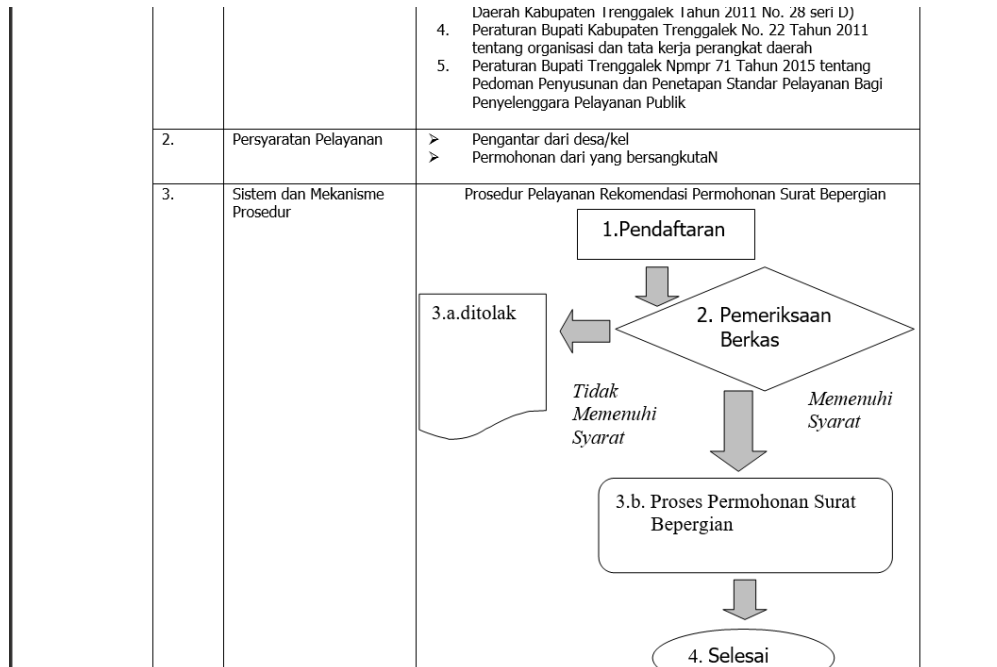 Daerah Kabupaten Trenggalek Tahun 2011 No. 28 seri D)
4. Peraturan Bupati Kabupaten Trenggalek No. 22 Tahun 2011
tentang organisasi dan tata kerja perangkat daerah
5. Peraturan Bupati Trenggalek Npmpr 71 Tahun 2015 tentang
Pedoman Penyusunan dan Penetapan Standar Pelayanan Bagi
Penyelenggara Pelayanan Publik
2. Persyaratan Pelayanan
➢ Pengantar dari desa/kel
➢ Permohonan dari yang bersangkutaN
3. Sistem dan Mekanisme
Prosedur
Prosedur Pelayanan Rekomendasi Permohonan Surat Bepergian
1.Pendaftaran
2. Pemeriksaan
Berkas
3.a.ditolak
Tidak
Memenuhi
Syarat
Memenuhi
Syarat
3.b. Proses Permohonan Surat
Bepergian
4. Selesai